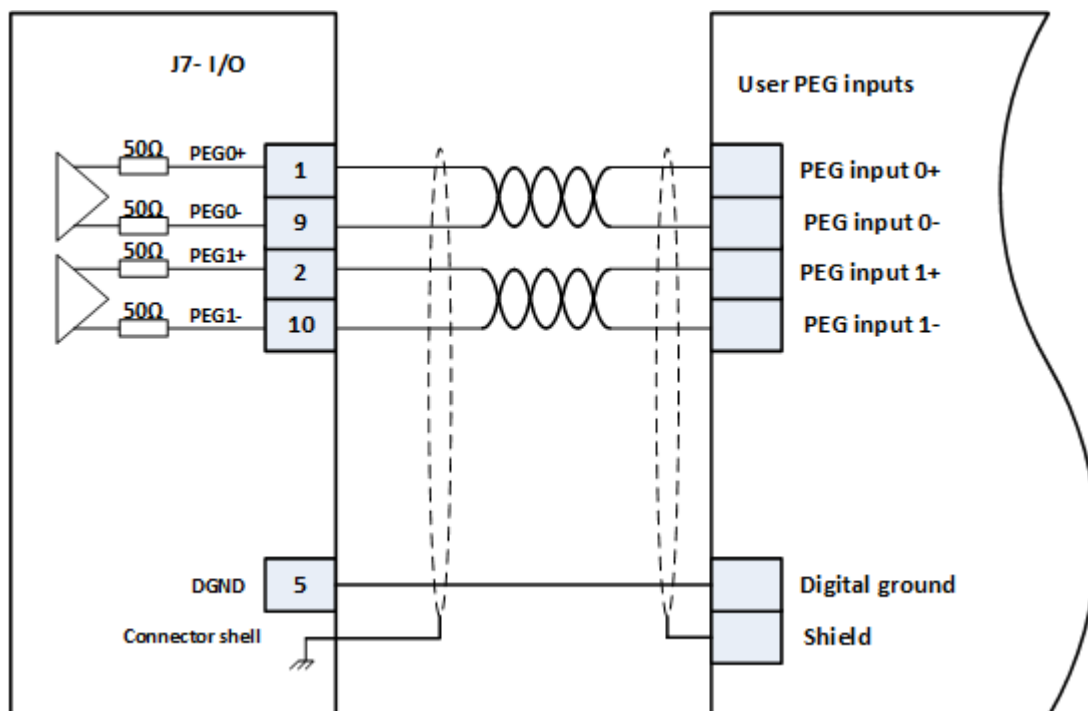 J7- I/O
User PEG inputs
50Ω PEG0+ 1 PEG input 0+
50Ω PEG0- 9 PEG input 0-
50Ω PEG1+ 2 PEG input 1+
50Ω PEG1- 10 PEG input 1-
DGND 5 Digital ground
Connector shell Shield